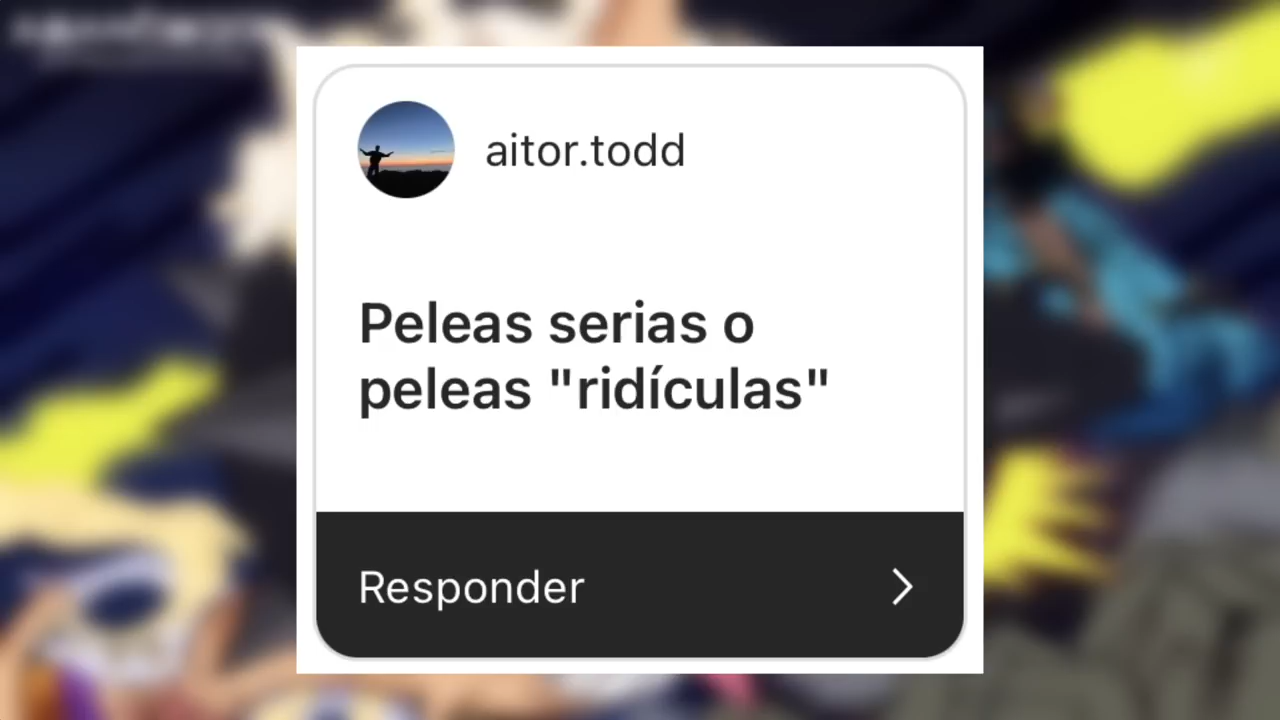 aitor.todd
Peleas serias o
peleas "ridículas"
Responder